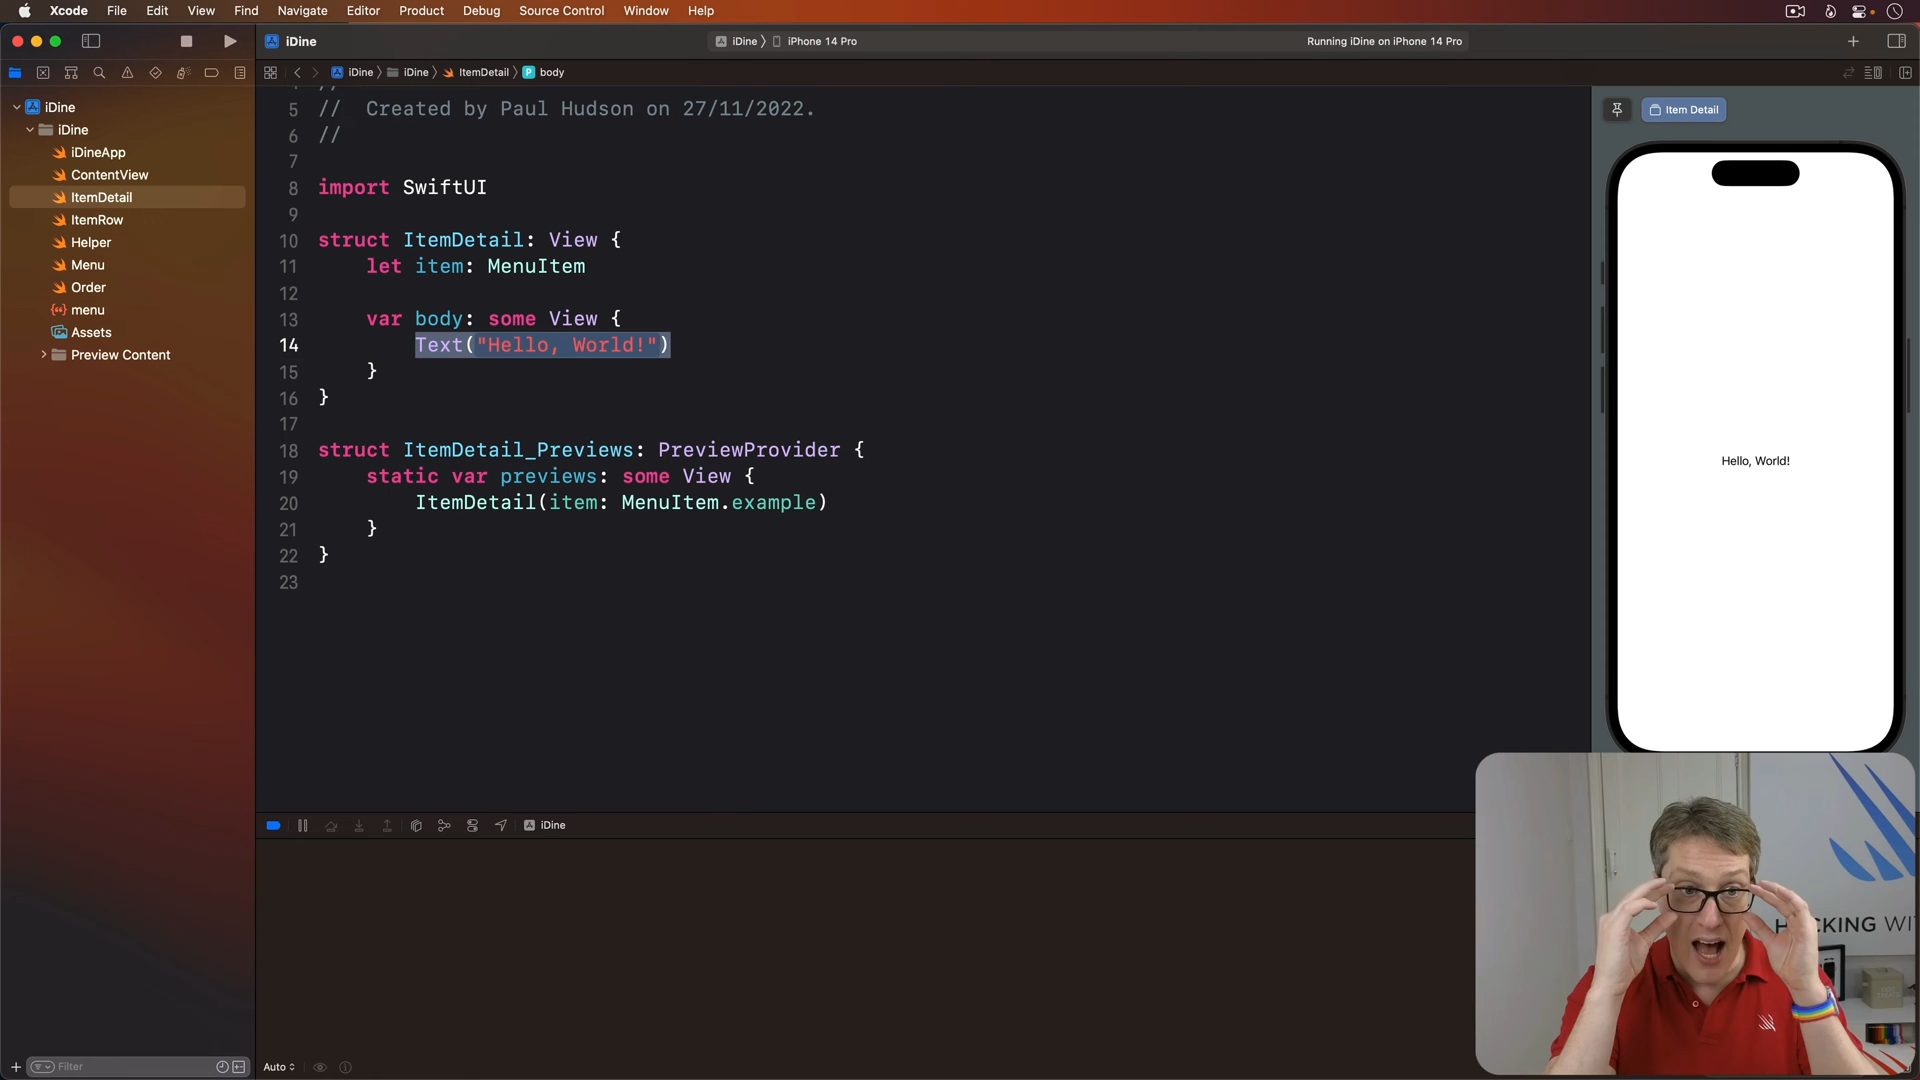 Xcode File Edit View Find Navigate Editor Product Debug Source Control Window Help
iDine
iDine 〉 iPhone 14 Pro
Running iDine on iPhone 14 Pro
iDine 〉 iDine 〉 ItemDetail 〉 P body
iDine
iDine
iDineApp
ContentView
ItemDetail
ItemRow
Helper
Menu
Order
menu
Assets
Preview Content
Filter
5 // Created by Paul Hudson on 27/11/2022.
6 //
7
8 import SwiftUI
9
10 struct ItemDetail: View {
11 let item: MenuItem
12
13 var body: some View {
14 Text("Hello, World!")
15 }
16 }
17
18 struct ItemDetail_Previews: PreviewProvider {
19 static var previews: some View {
20 ItemDetail(item: MenuItem.example)
21 }
22 }
23
Item Detail
Hello, World!
iDine
Auto
HACKING WIT